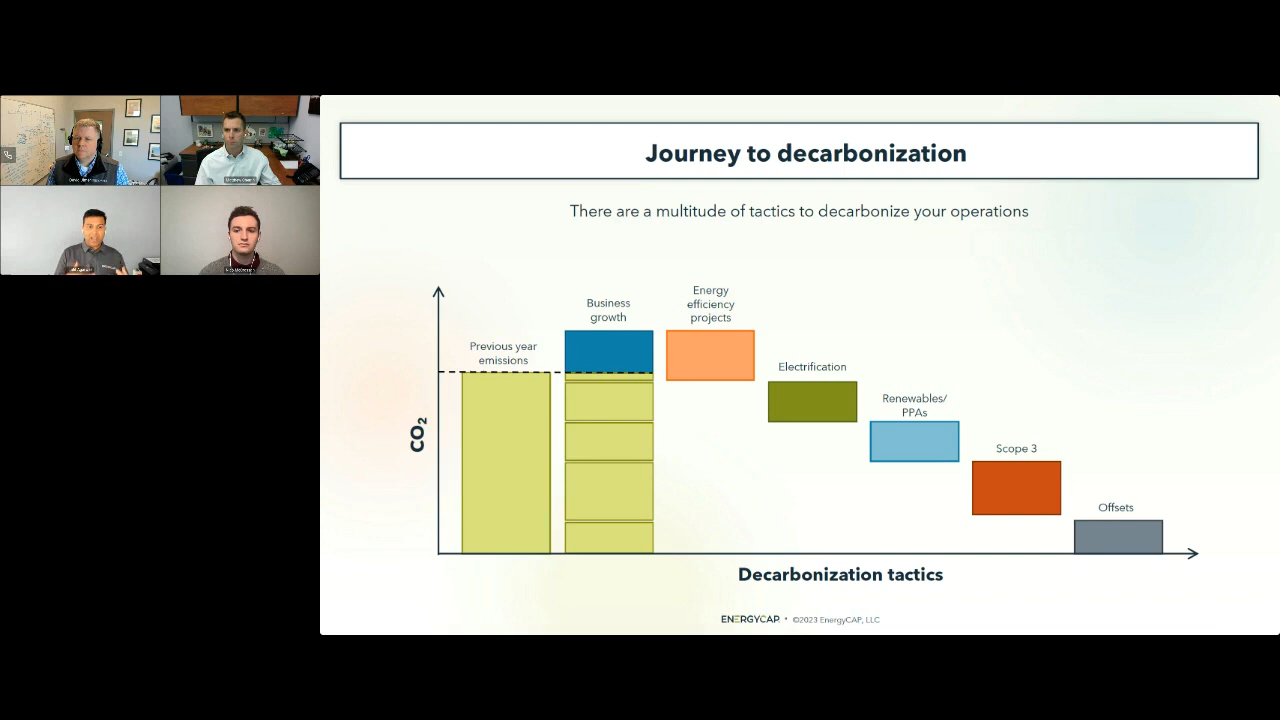 Journey to decarbonization
There are a multitude of tactics to decarbonize your operations
Previous year
emissions
Business
growth
Energy
efficiency
projects
Electrification
Renewables/
PPAs
Scope 3
Offsets
CO₂
Decarbonization tactics
ENERGYCAP • ©2023 EnergyCAP, LLC